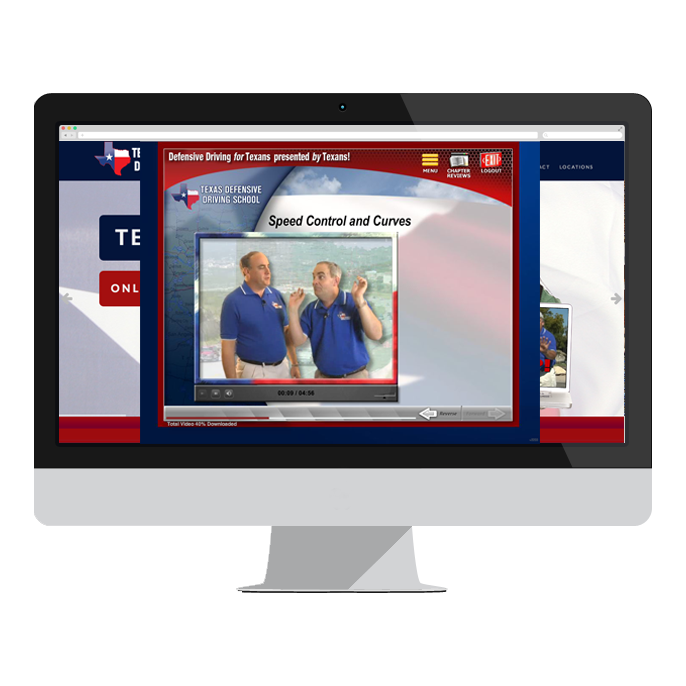 Defensive Driving for Texans presented by Texans!
MENU
CHAPTER
REVIEWS
EXIT
LOGOUT
TE
D
ACT
LOCATIONS
TEXAS DEFENSIVE
DRIVING SCHOOL
Speed Control and Curves
TE
ONL
00:09 / 04:56
Reverse
Total Video 43% Downloaded